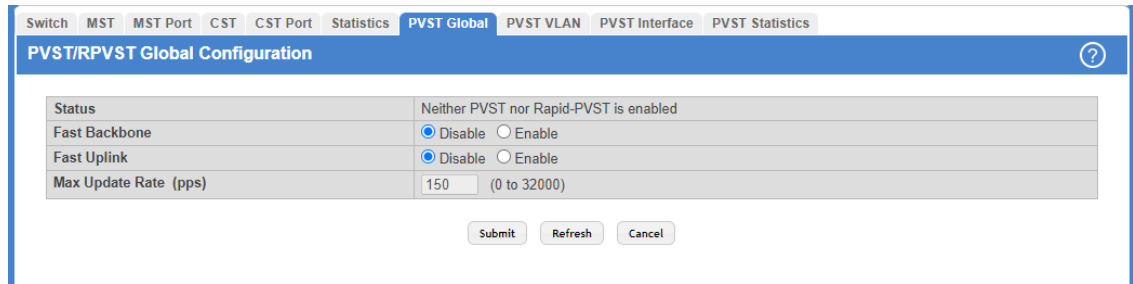 Switch MST MST Port CST CST Port Statistics PVST Global PVST VLAN PVST Interface PVST Statistics
PVST/RPVST Global Configuration ?
Status Neither PVST nor Rapid-PVST is enabled
Fast Backbone Disable Enable
Fast Uplink Disable Enable
Max Update Rate (pps) 150 (0 to 32000)
Submit Refresh Cancel